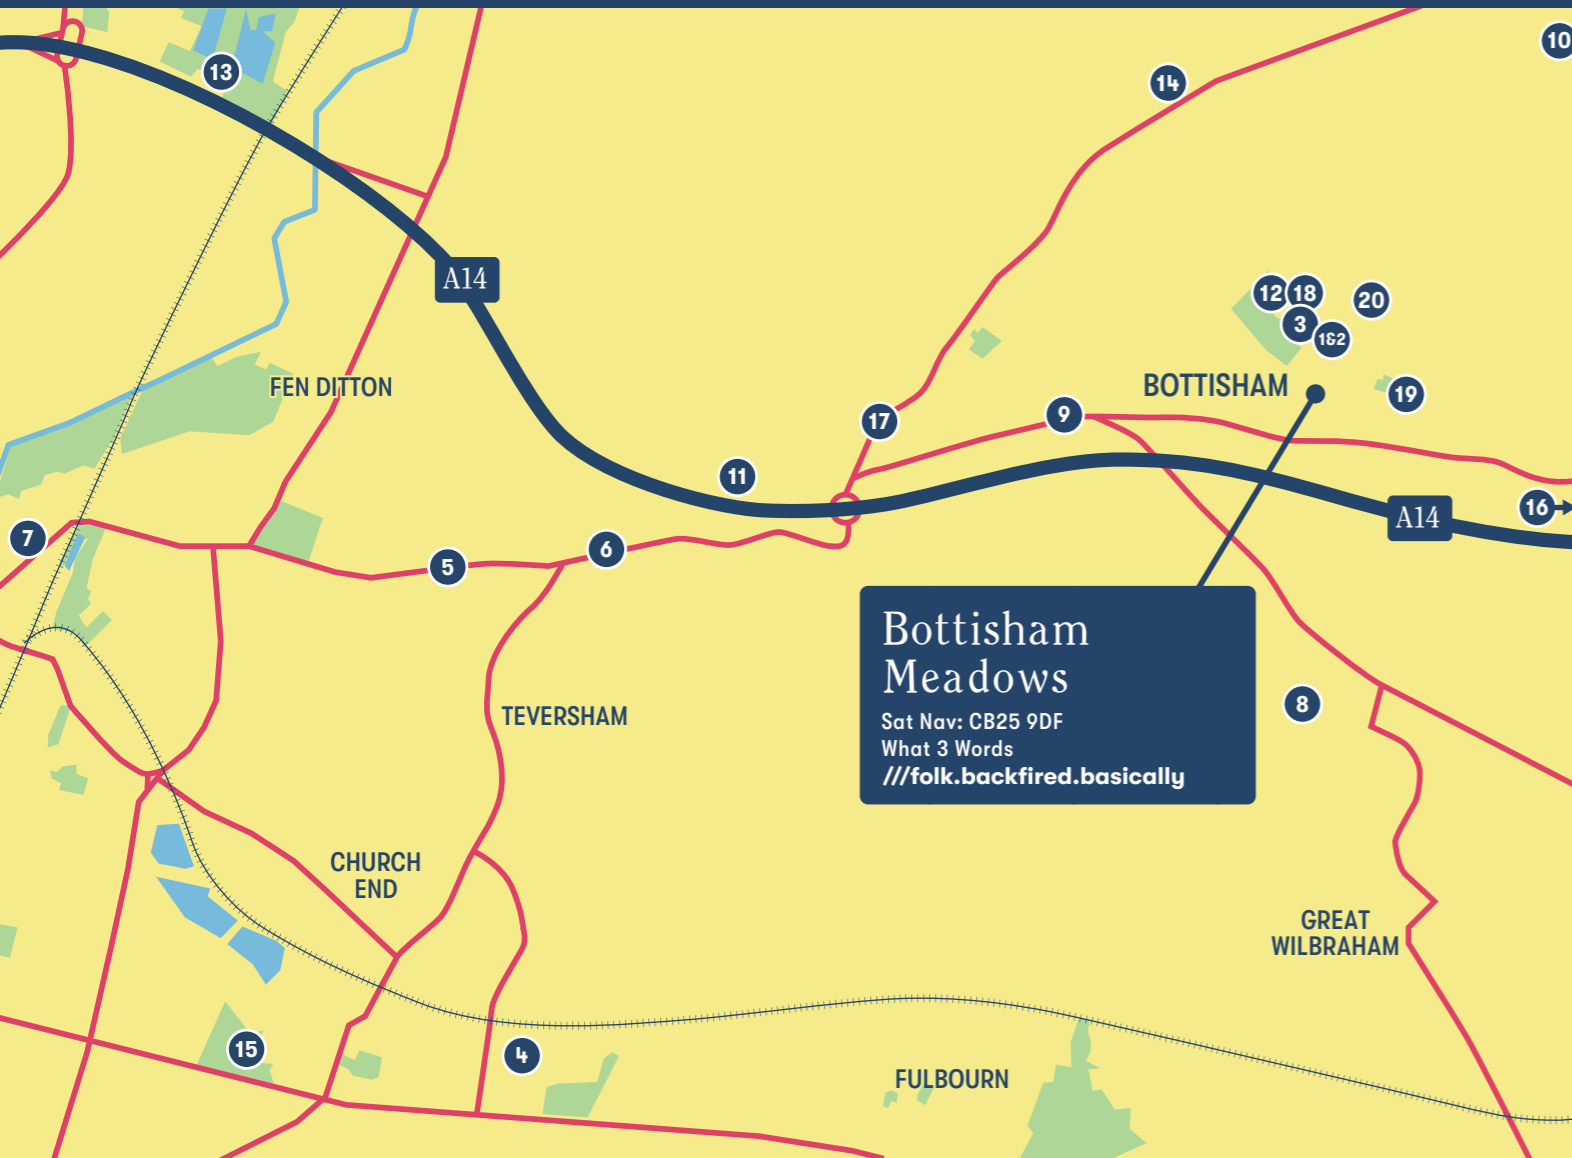 10
13
14
A14
12
18
20
3
1&2
FEN DITTON
BOTTISHAM
19
17
9
11
16
A14
7
6
5
Bottisham
Meadows
Sat Nav: CB25 9DF
What 3 Words
///folk.backfired.basically
TEVERSHAM
8
CHURCH
END
GREAT
WILBRAHAM
15
4
FULBOURN